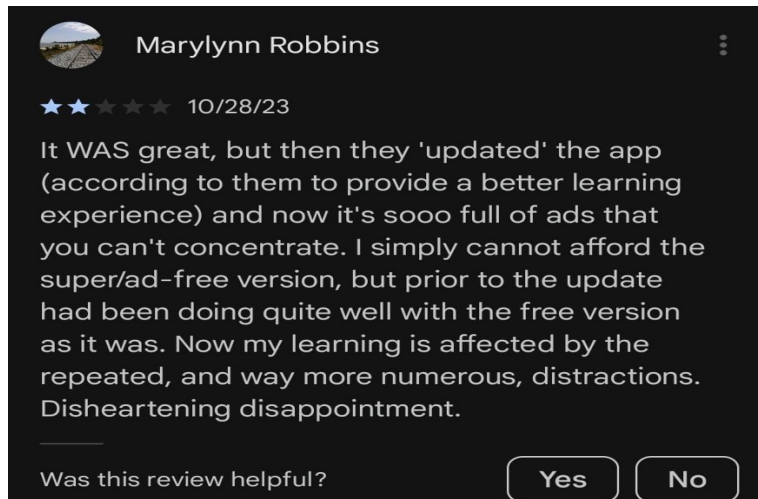 Marylynn Robbins
10/28/23
It WAS great, but then they 'updated' the app
(according to them to provide a better learning
experience) and now it's sooo full of ads that
you can't concentrate. I simply cannot afford the
super/ad-free version, but prior to the update
had been doing quite well with the free version
as it was. Now my learning is affected by the
repeated, and way more numerous, distractions.
Disheartening disappointment.
Was this review helpful? Yes No